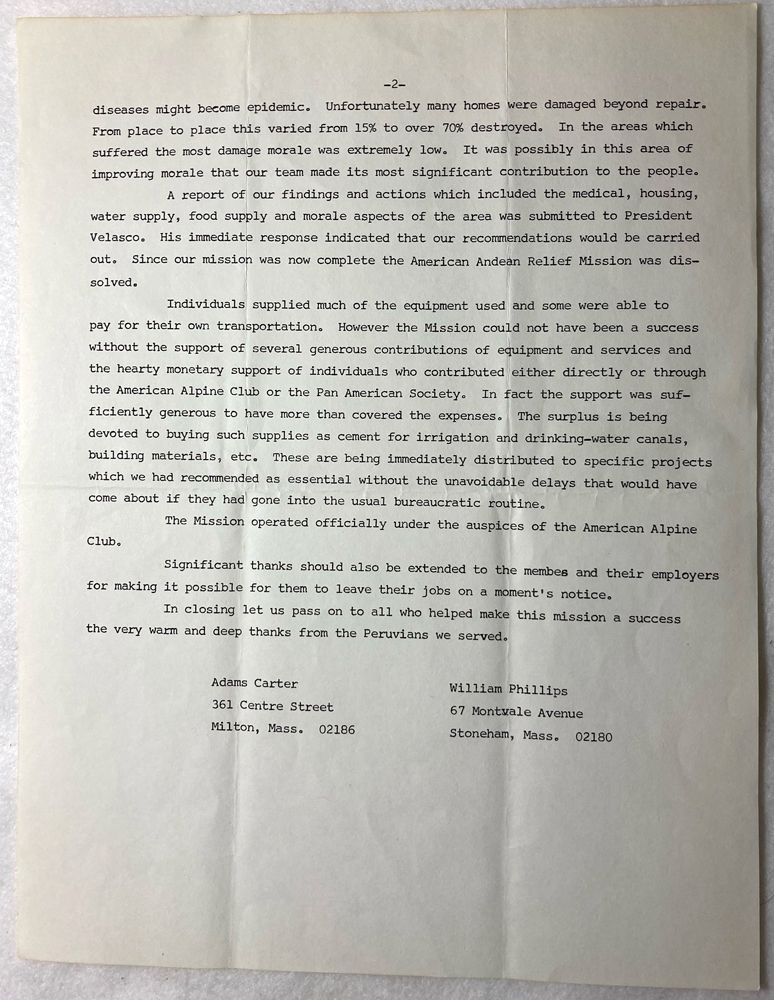 -2-
diseases might become epidemic. Unfortunately many homes were damaged beyond repair.
From place to place this varied from 15% to over 70% destroyed. In the areas which
suffered the most damage morale was extremely low. It was possibly in this area of
improving morale that our team made its most significant contribution to the people.
A report of our findings and actions which included the medical, housing,
water supply, food supply and morale aspects of the area was submitted to President
Velasco. His immediate response indicated that our recommendations would be carried
out. Since our mission was now complete the American Andean Relief Mission was dis-
solved.
Individuals supplied much of the equipment used and some were able to
pay for their own transportation. However the Mission could not have been a success
without the support of several generous contributions of equipment and services and
the hearty monetary support of individuals who contributed either directly or through
the American Alpine Club or the Pan American Society. In fact the support was suf-
ficiently generous to have more than covered the expenses. The surplus is being
devoted to buying such supplies as cement for irrigation and drinking-water canals,
building materials, etc. These are being immediately distributed to specific projects
which we had recommended as essential without the unavoidable delays that would have
come about if they had gone into the usual bureaucratic routine.
The Mission operated officially under the auspices of the American Alpine
Club.
Significant thanks should also be extended to the membes and their employers
for making it possible for them to leave their jobs on a moment's notice.
In closing let us pass on to all who helped make this mission a success
the very warm and deep thanks from the Peruvians we served.
Adams Carter
361 Centre Street
Milton, Mass. 02186
William Phillips
67 Montvale Avenue
Stoneham, Mass. 02180